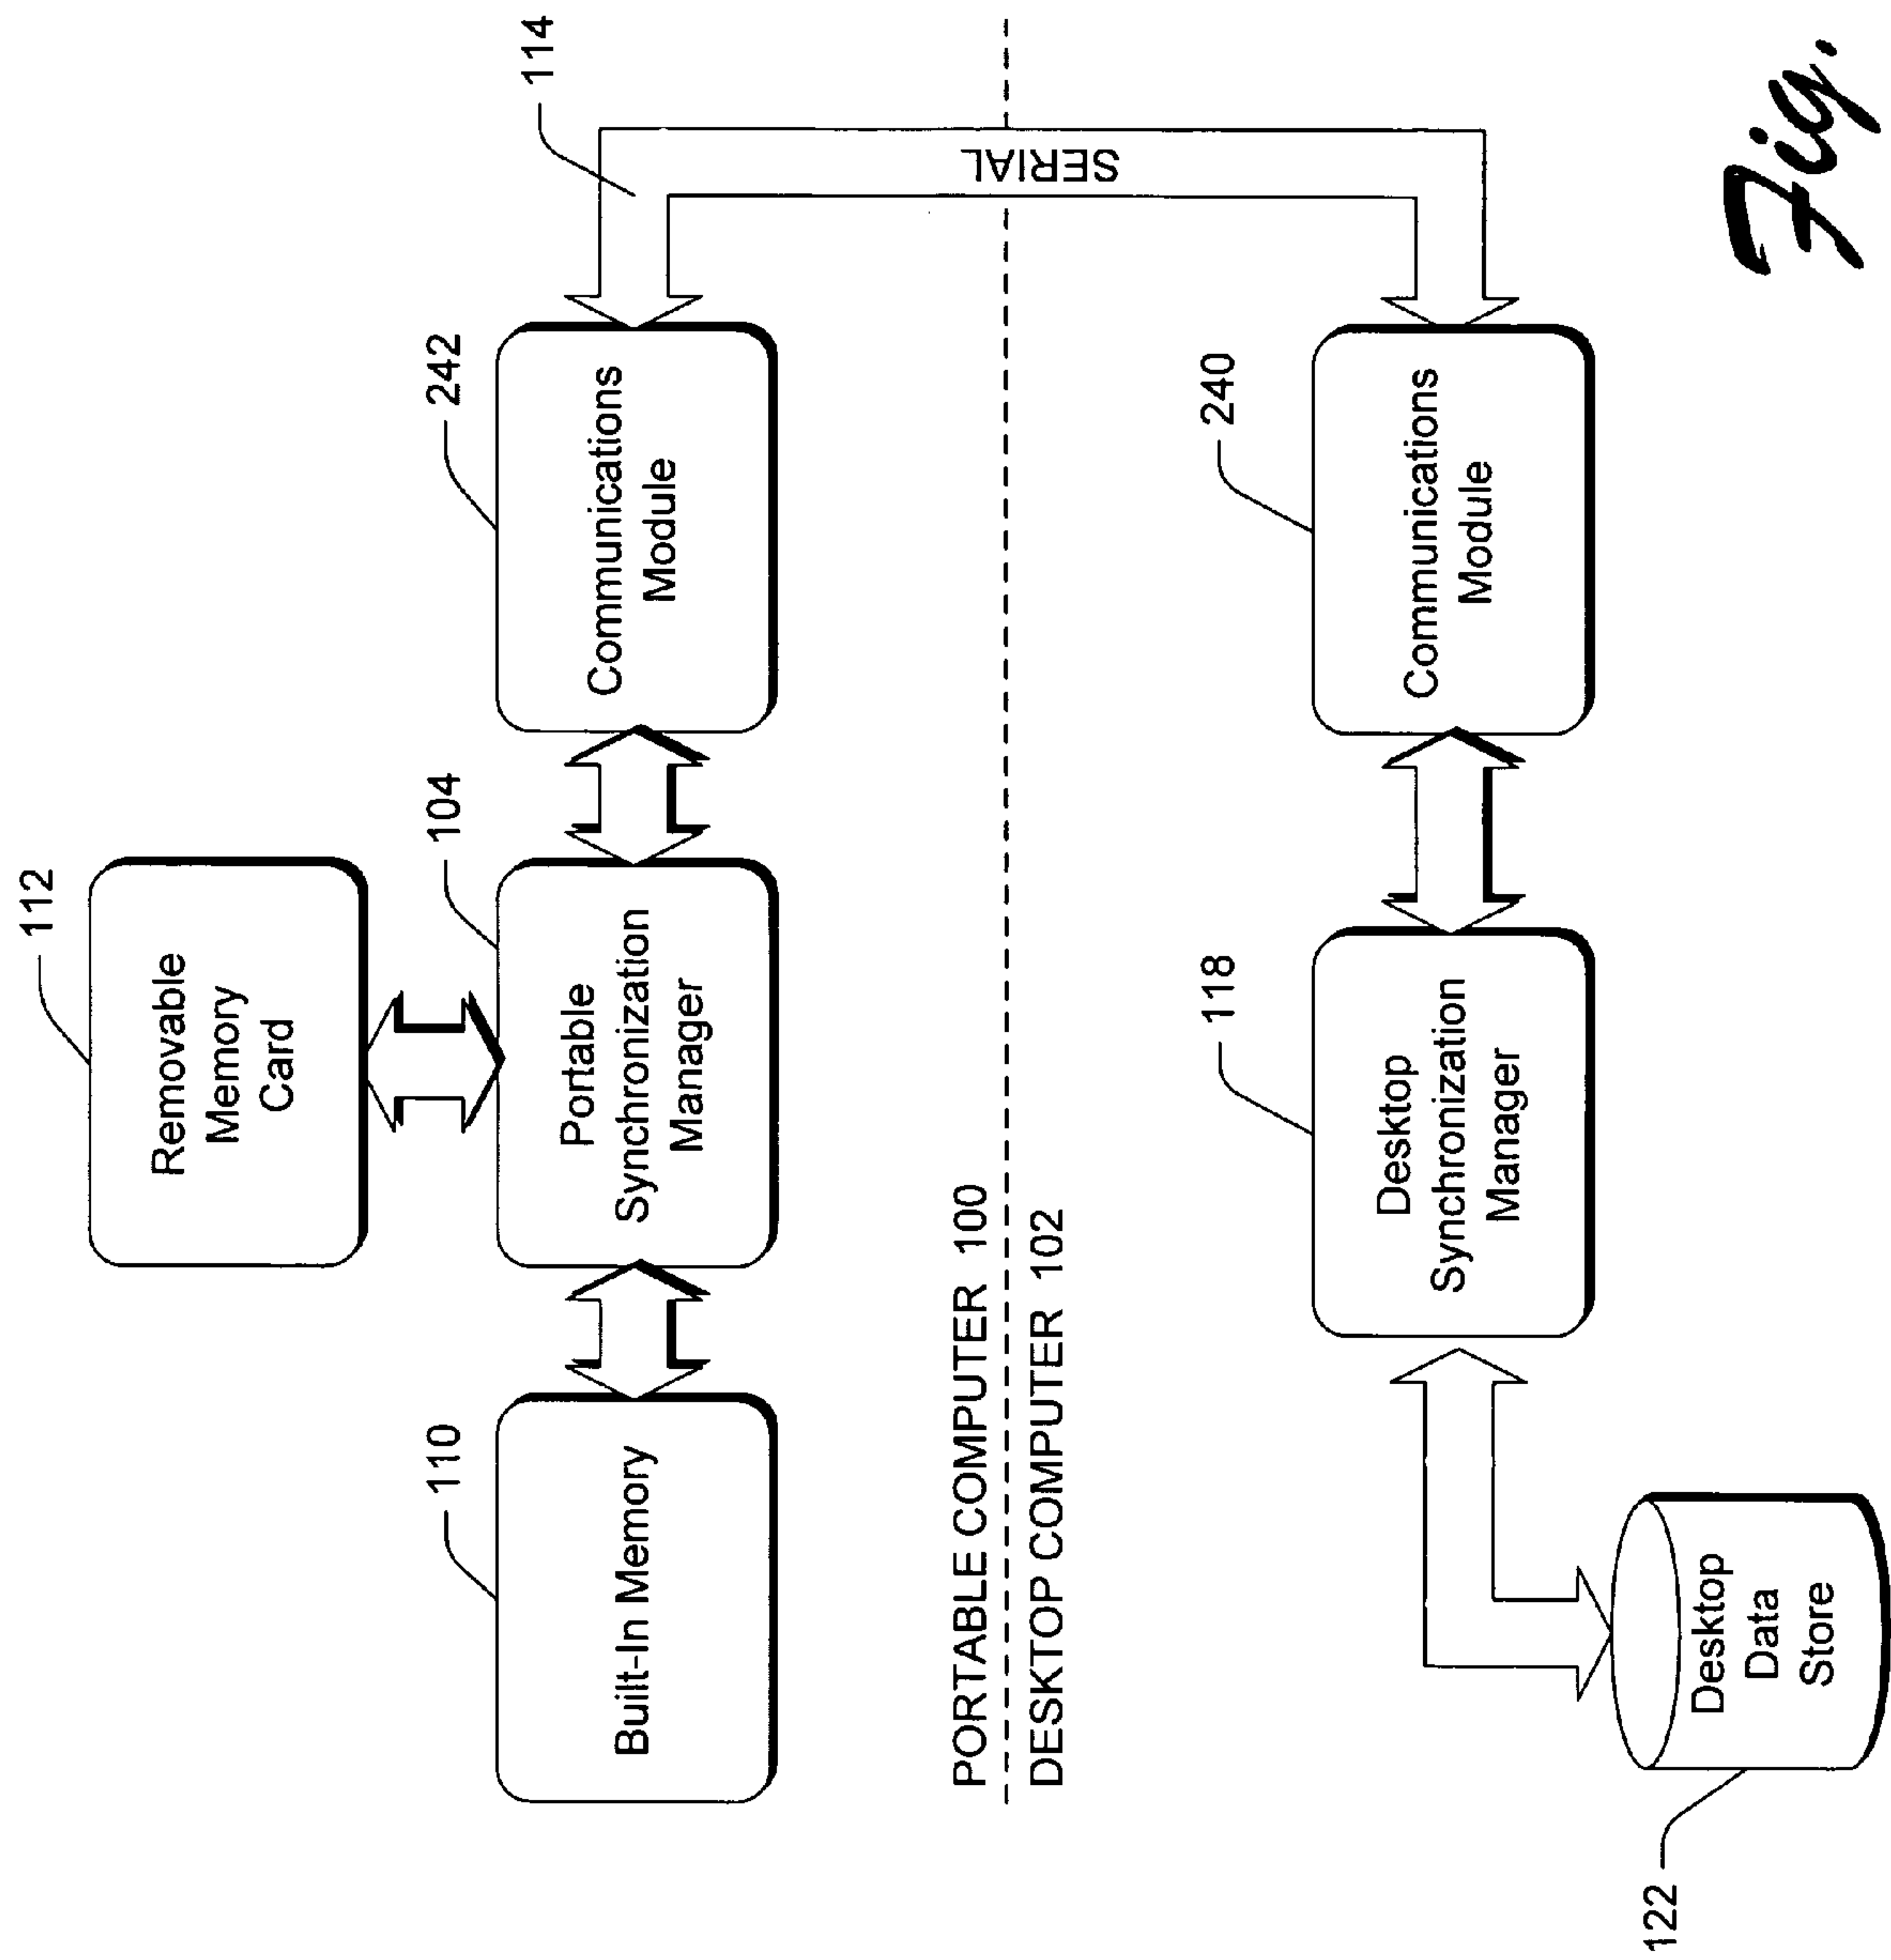 112
Removable
Memory
Card
110
Built-In Memory
104
Portable
Synchronization
Manager
242
Communications
Module
114
SERIAL
PORTABLE COMPUTER 100
DESKTOP COMPUTER 102
118
Desktop
Synchronization
Manager
240
Communications
Module
122
Desktop
Data
Store
Fig.